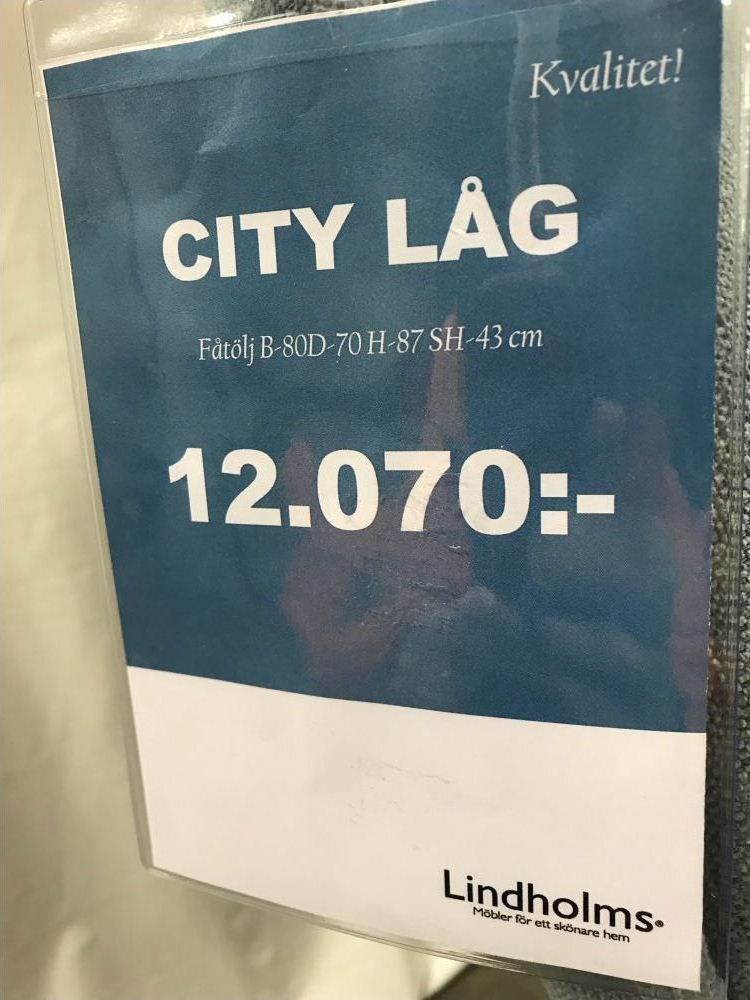 Kvalitet!
CITY LÅG
Fåtölj B-80D-70 H-87 SH-43 cm
12.070:-
Lindholms®
Möbler för ett skönare hem